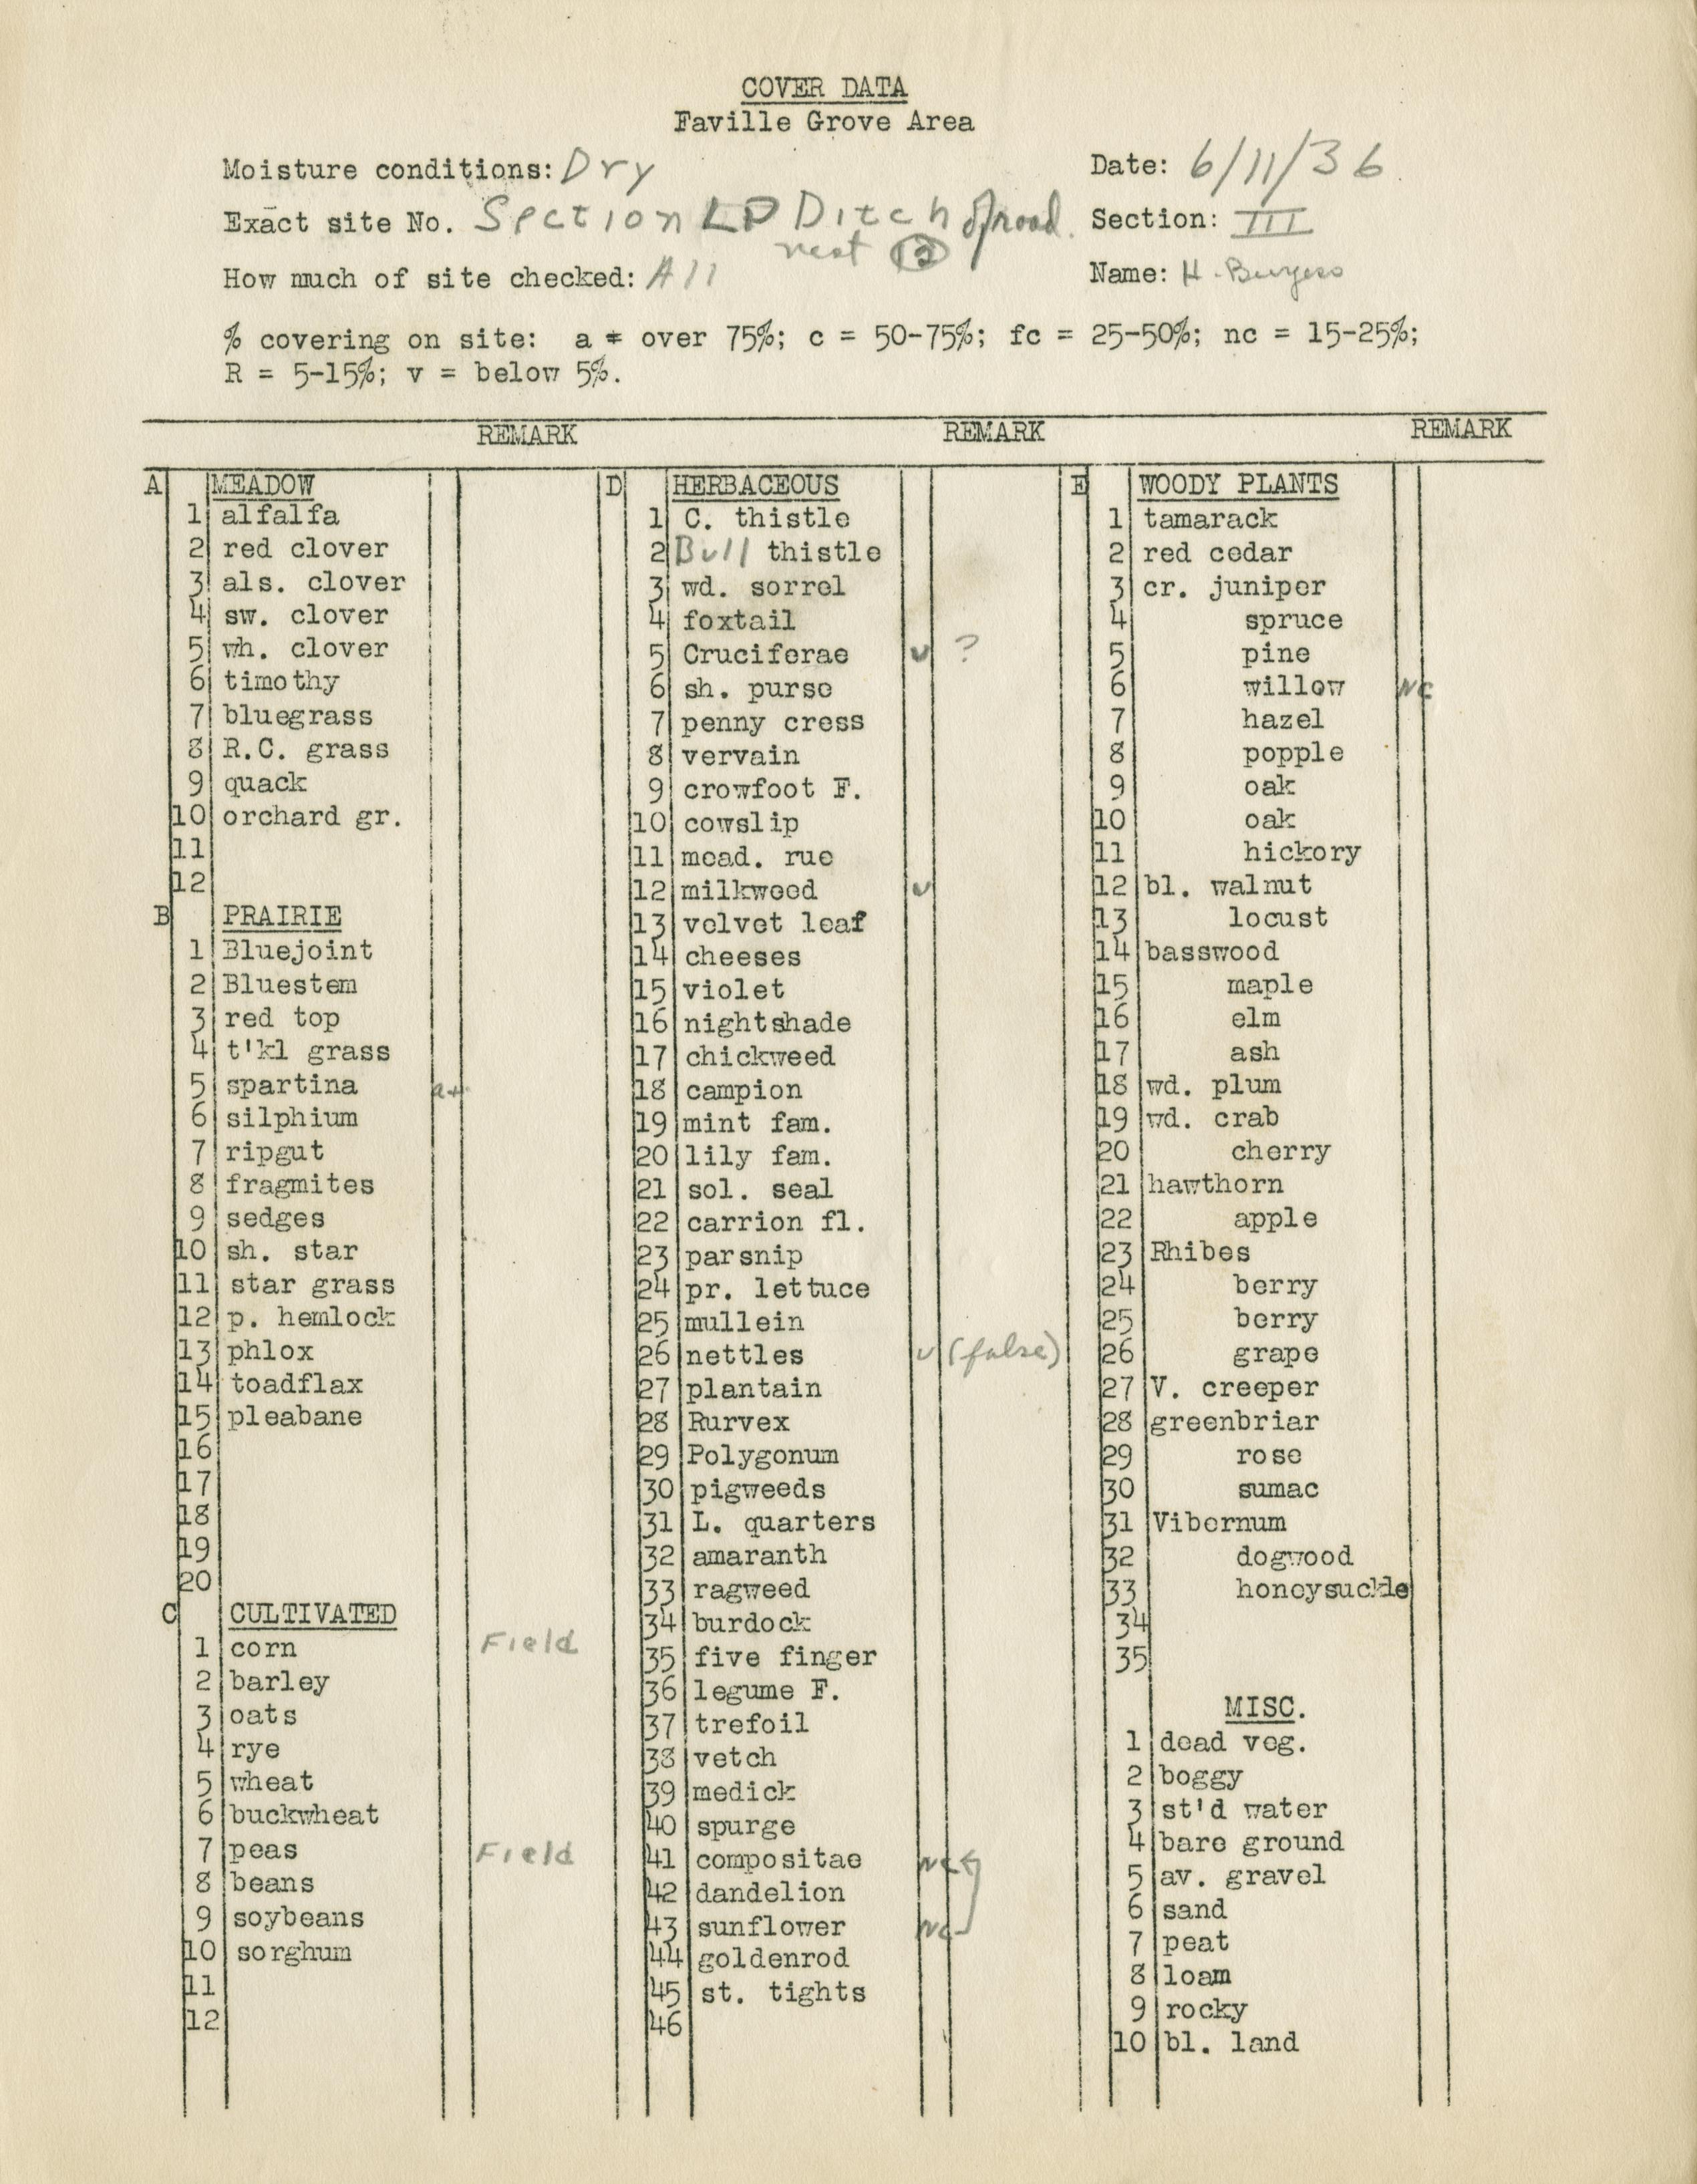 COVER DATA
Faville Grove Area
Moisture conditions: Dry
Date: 6/11/36
Exact site No. Section LP Ditch of road.
Section: III
nest
How much of site checked: All
Name: H. Burgess
% covering on site: a = over 75%; c = 50-75%; fc = 25-50%; nc = 15-25%;
R = 5-15%; v = below 5%.
REMARK REMARK REMARK
A MEADOW
1 alfalfa
2 red clover
3 als. clover
4 sw. clover
5 wh. clover
6 timothy
7 bluegrass
8 R.C. grass
9 quack
10 orchard gr.
11
12
B PRAIRIE
1 Bluejoint
2 Bluestem
3 red top
4 t'kl grass
5 spartina a+
6 silphium
7 ripgut
8 fragmites
9 sedges
10 sh. star
11 star grass
12 p. hemlock
13 phlox
14 toadflax
15 pleabane
16
17
18
19
20
C CULTIVATED
1 corn Field
2 barley
3 oats
4 rye
5 wheat
6 buckwheat
7 peas Field
8 beans
9 soybeans
10 sorghum
11
12
D HERBACEOUS
1 C. thistle
2 Bull thistle
3 wd. sorrel
4 foxtail
5 Cruciferae v ?
6 sh. purse
7 penny cress
8 vervain
9 crowfoot F.
10 cowslip
11 mead. rue
12 milkweed v
13 velvet leaf
14 cheeses
15 violet
16 nightshade
17 chickweed
18 campion
19 mint fam.
20 lily fam.
21 sol. seal
22 carrion fl.
23 parsnip
24 pr. lettuce
25 mullein
26 nettles v (false)
27 plantain
28 Rurvex
29 Polygonum
30 pigweeds
31 L. quarters
32 amaranth
33 ragweed
34 burdock
35 five finger
36 legume F.
37 trefoil
38 vetch
39 medick
40 spurge
41 compositae nc
42 dandelion
43 sunflower nc
44 goldenrod
45 st. tights
46
E WOODY PLANTS
1 tamarack
2 red cedar
3 cr. juniper
4 spruce
5 pine
6 willow nc
7 hazel
8 popple
9 oak
10 oak
11 hickory
12 bl. walnut
13 locust
14 basswood
15 maple
16 elm
17 ash
18 wd. plum
19 wd. crab
20 cherry
21 hawthorn
22 apple
23 Rhibes
24 berry
25 berry
26 grape
27 V. creeper
28 greenbriar
29 rose
30 sumac
31 Vibernum
32 dogwood
33 honeysuckle
34
35
MISC.
1 dead veg.
2 boggy
3 st'd water
4 bare ground
5 av. gravel
6 sand
7 peat
8 loam
9 rocky
10 bl. land